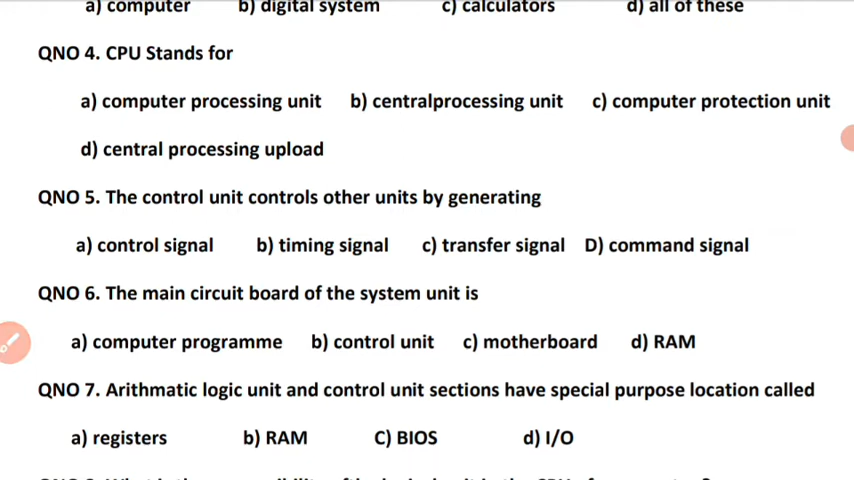 a) computer b) digital system c) calculators d) all of these
QNO 4. CPU Stands for
a) computer processing unit b) centralprocessing unit c) computer protection unit
d) central processing upload
QNO 5. The control unit controls other units by generating
a) control signal b) timing signal c) transfer signal D) command signal
QNO 6. The main circuit board of the system unit is
a) computer programme b) control unit c) motherboard d) RAM
QNO 7. Arithmatic logic unit and control unit sections have special purpose location called
a) registers b) RAM C) BIOS d) I/O